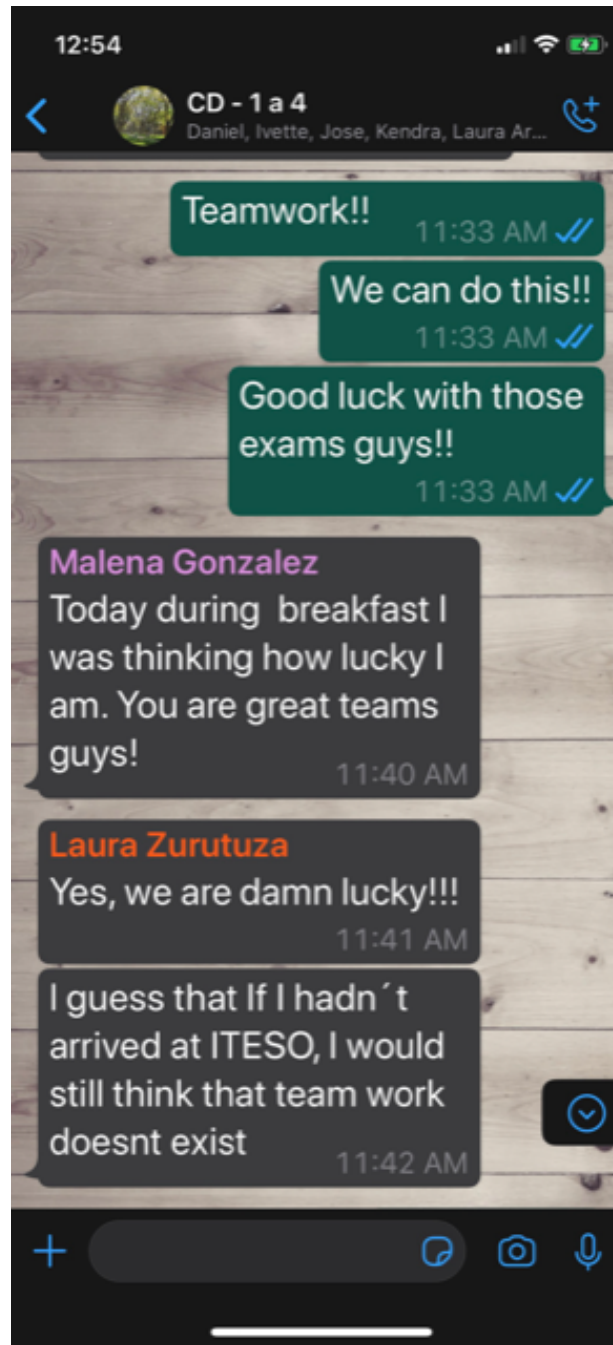 12:54
CD - 1 a 4
Daniel, Ivette, Jose, Kendra, Laura Ar...
Teamwork!!
11:33 AM
We can do this!!
11:33 AM
Good luck with those
exams guys!!
11:33 AM
Malena Gonzalez
Today during  breakfast I
was thinking how lucky I
am. You are great teams
guys!
11:40 AM
Laura Zurutuza
Yes, we are damn lucky!!!
11:41 AM
I guess that If I hadn´t
arrived at ITESO, I would
still think that team work
doesnt exist
11:42 AM